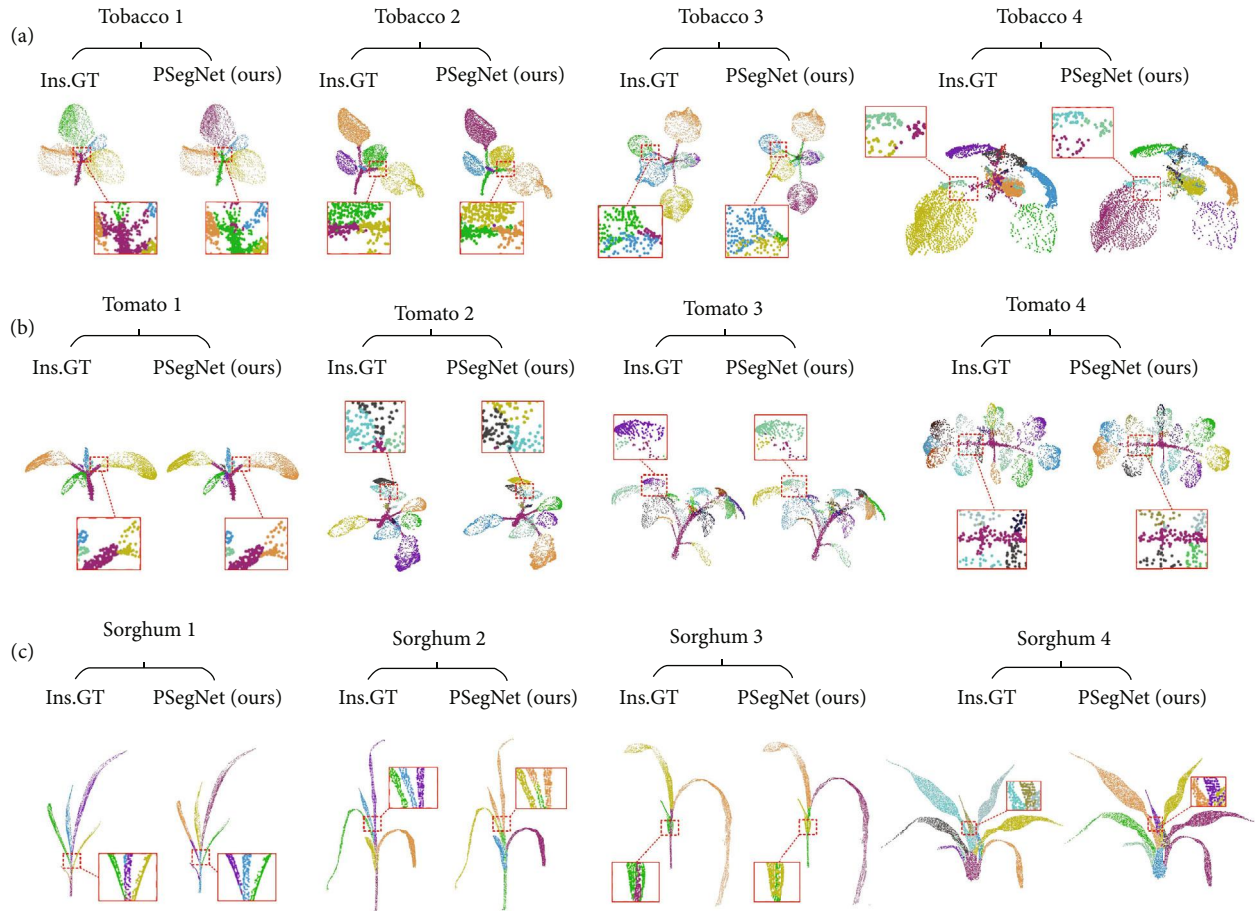 (a)
Tobacco 1 Tobacco 2 Tobacco 3 Tobacco 4
Ins.GT PSegNet (ours) Ins.GT PSegNet (ours) Ins.GT PSegNet (ours) Ins.GT PSegNet (ours)
(b)
Tomato 1 Tomato 2 Tomato 3 Tomato 4
Ins.GT PSegNet (ours) Ins.GT PSegNet (ours) Ins.GT PSegNet (ours) Ins.GT PSegNet (ours)
(c)
Sorghum 1 Sorghum 2 Sorghum 3 Sorghum 4
Ins.GT PSegNet (ours) Ins.GT PSegNet (ours) Ins.GT PSegNet (ours) Ins.GT PSegNet (ours)